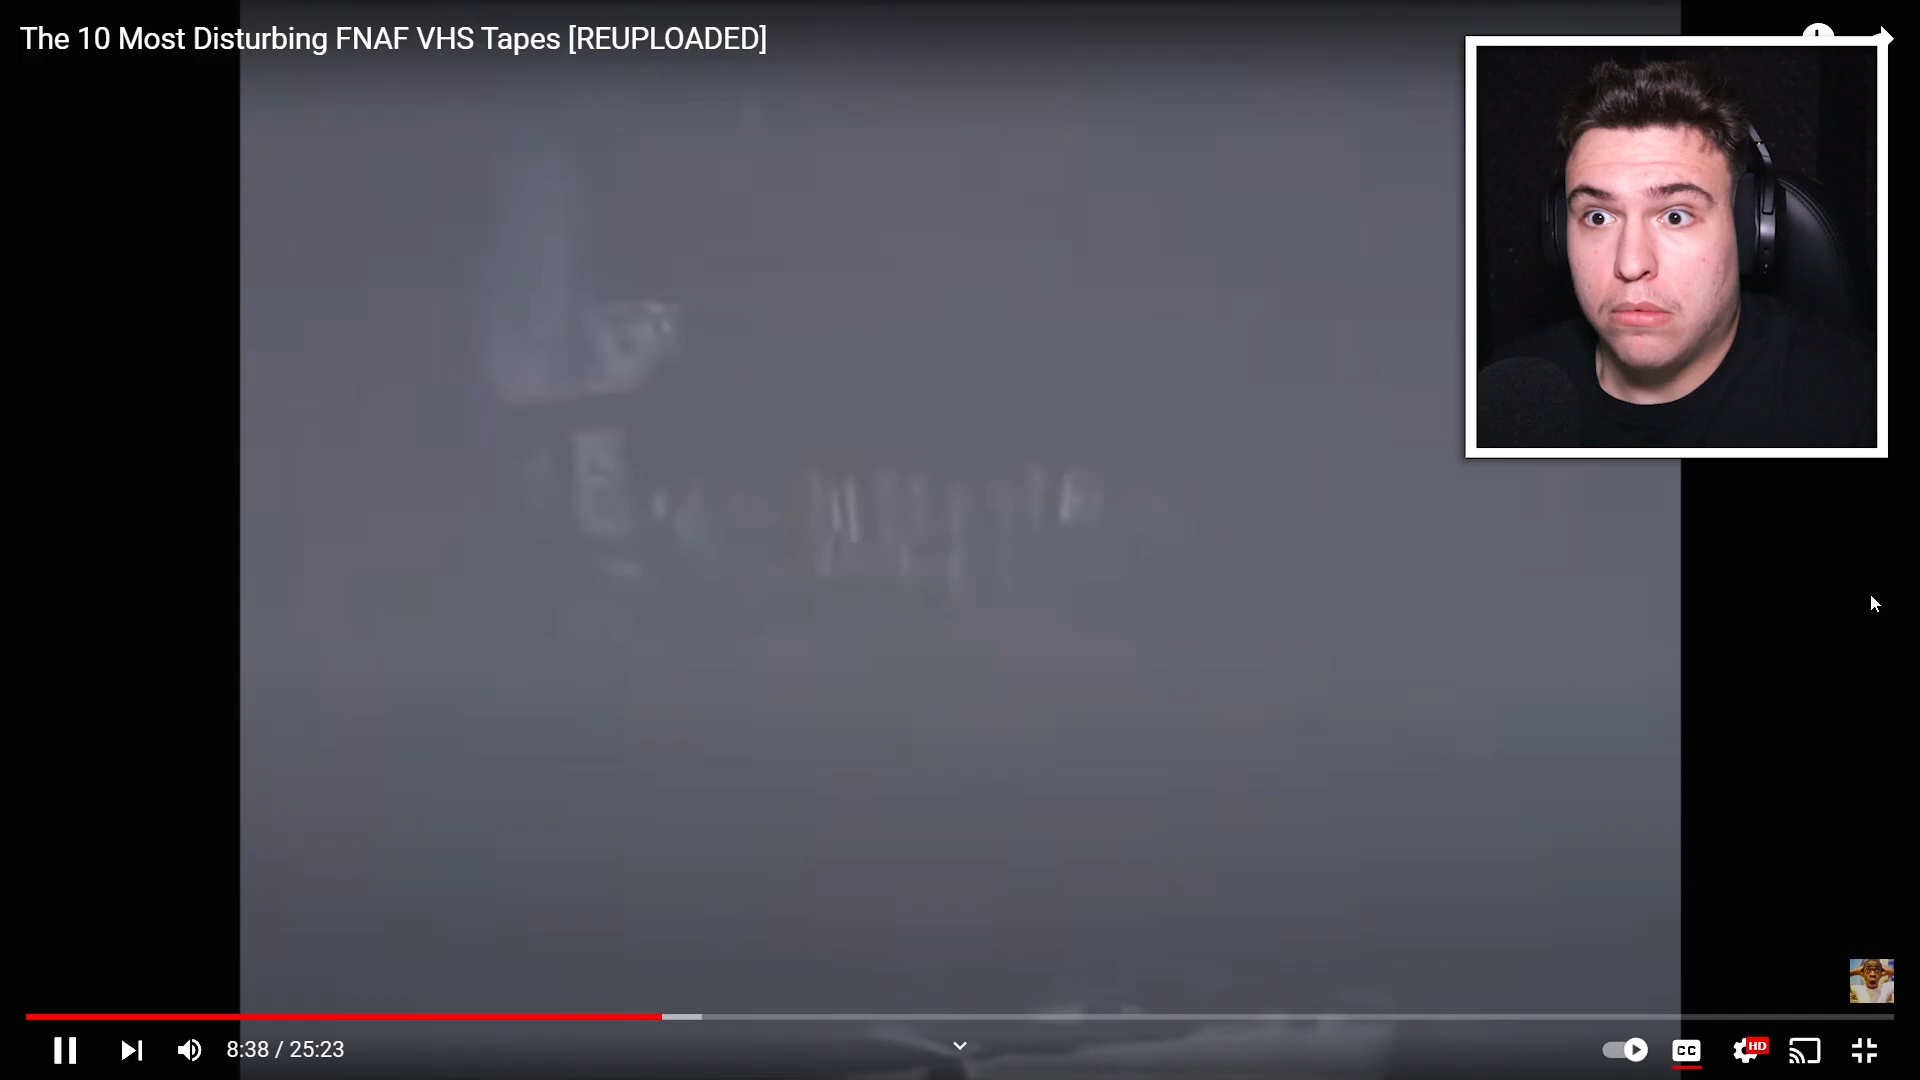 The 10 Most Disturbing FNAF VHS Tapes [REUPLOADED]
8:38 / 25:23
CC
HD